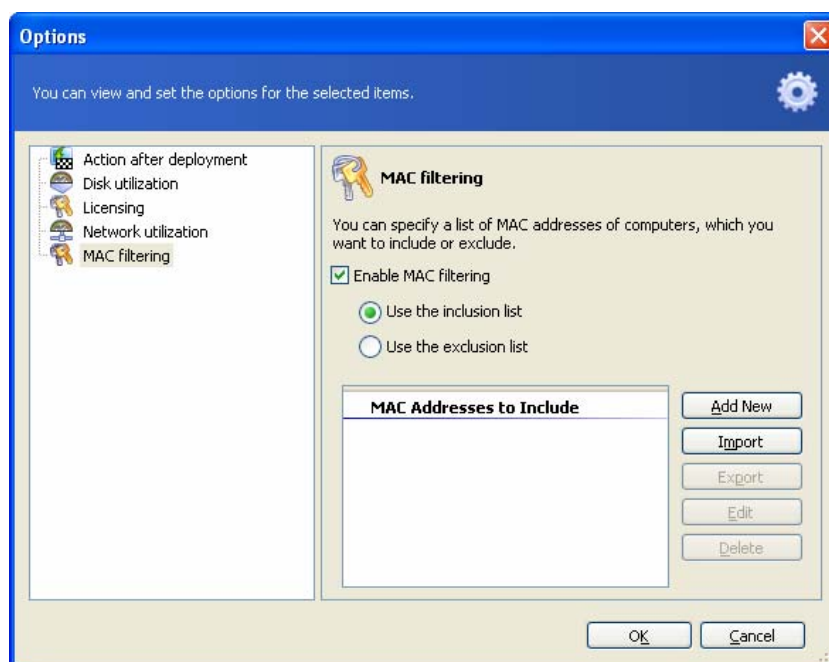 Options
You can view and set the options for the selected items.
Action after deployment
Disk utilization
Licensing
Network utilization
MAC filtering
MAC filtering
You can specify a list of MAC addresses of computers, which you
want to include or exclude.
Enable MAC filtering
Use the inclusion list
Use the exclusion list
MAC Addresses to Include
Add New
Import
Export
Edit
Delete
OK
Cancel